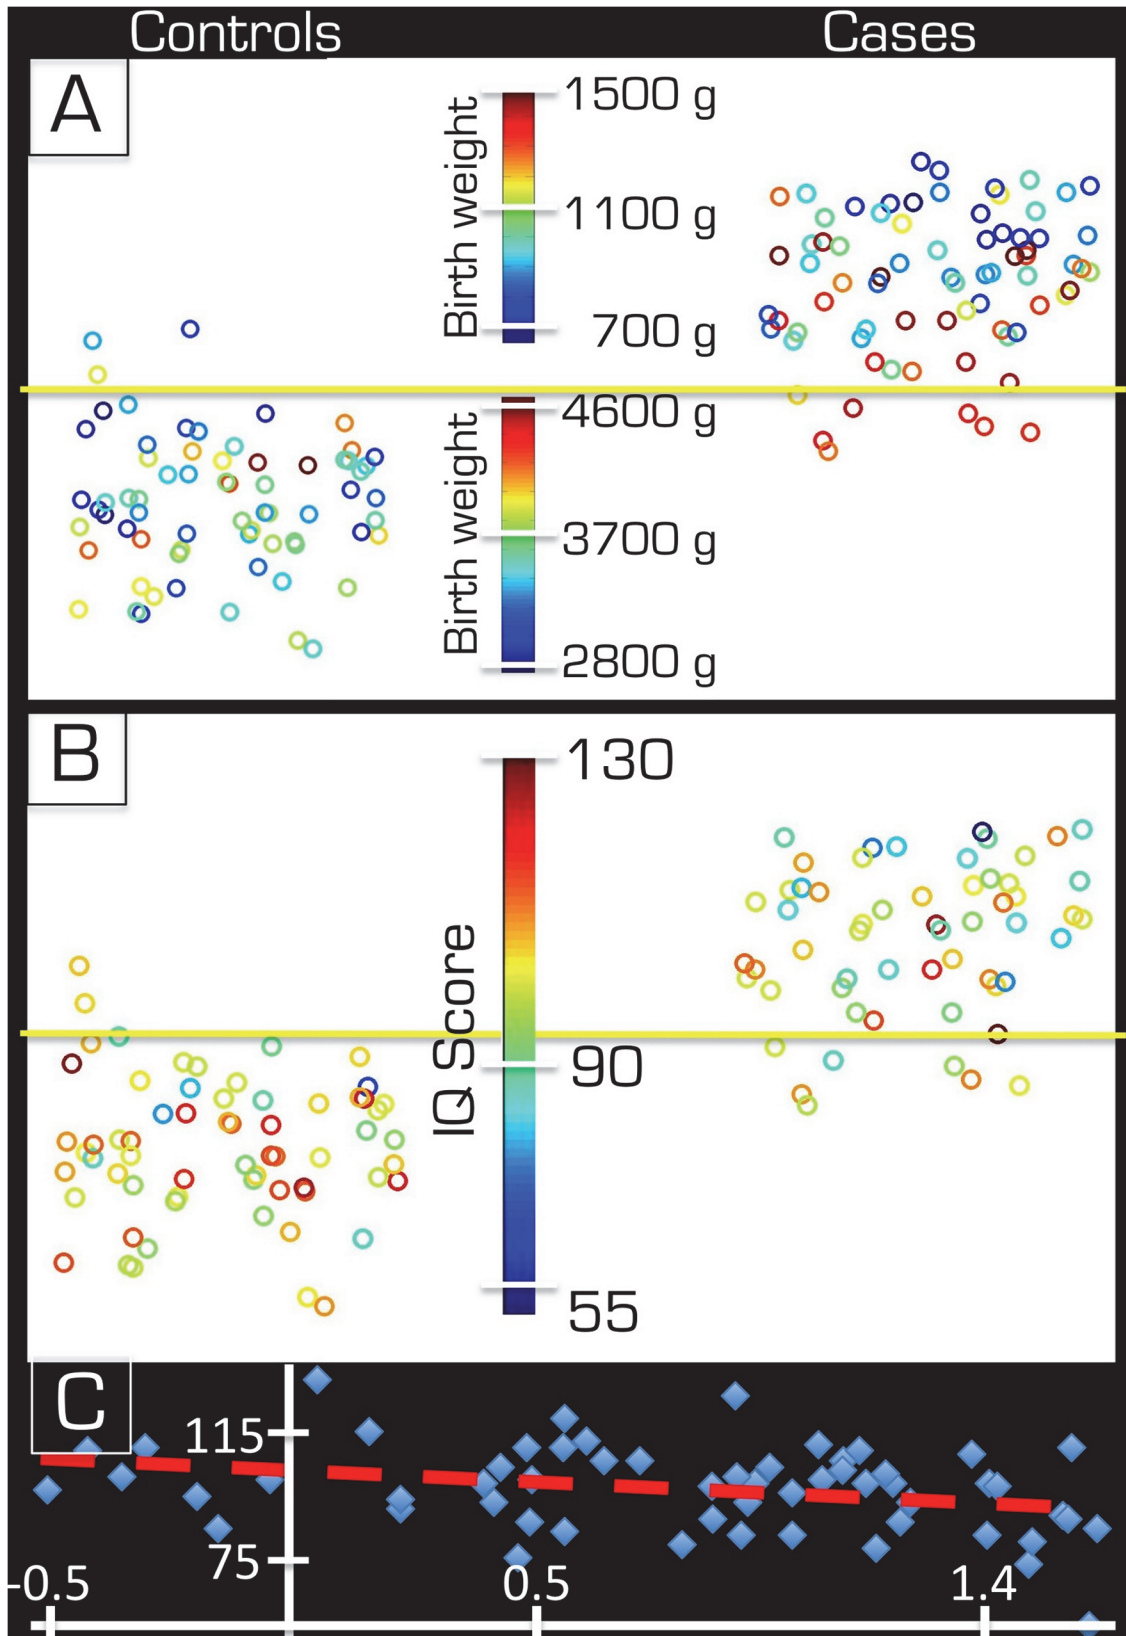 Controls
Cases
A
Birth weight
1500 g
1100 g
700 g
Birth weight
4600 g
3700 g
2800 g
B
IQ Score
130
90
55
C
115
75
-0.5
0.5
1.4